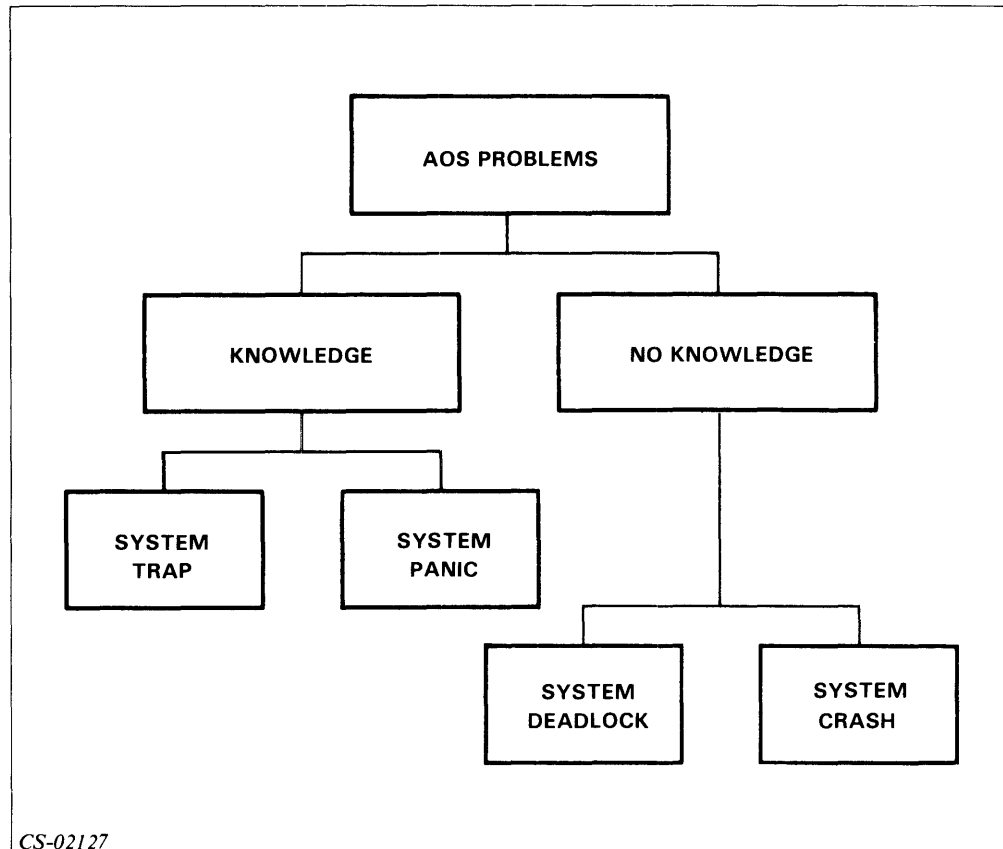 AOS PROBLEMS
KNOWLEDGE
NO KNOWLEDGE
SYSTEM
TRAP
SYSTEM
PANIC
SYSTEM
DEADLOCK
SYSTEM
CRASH
CS-02127